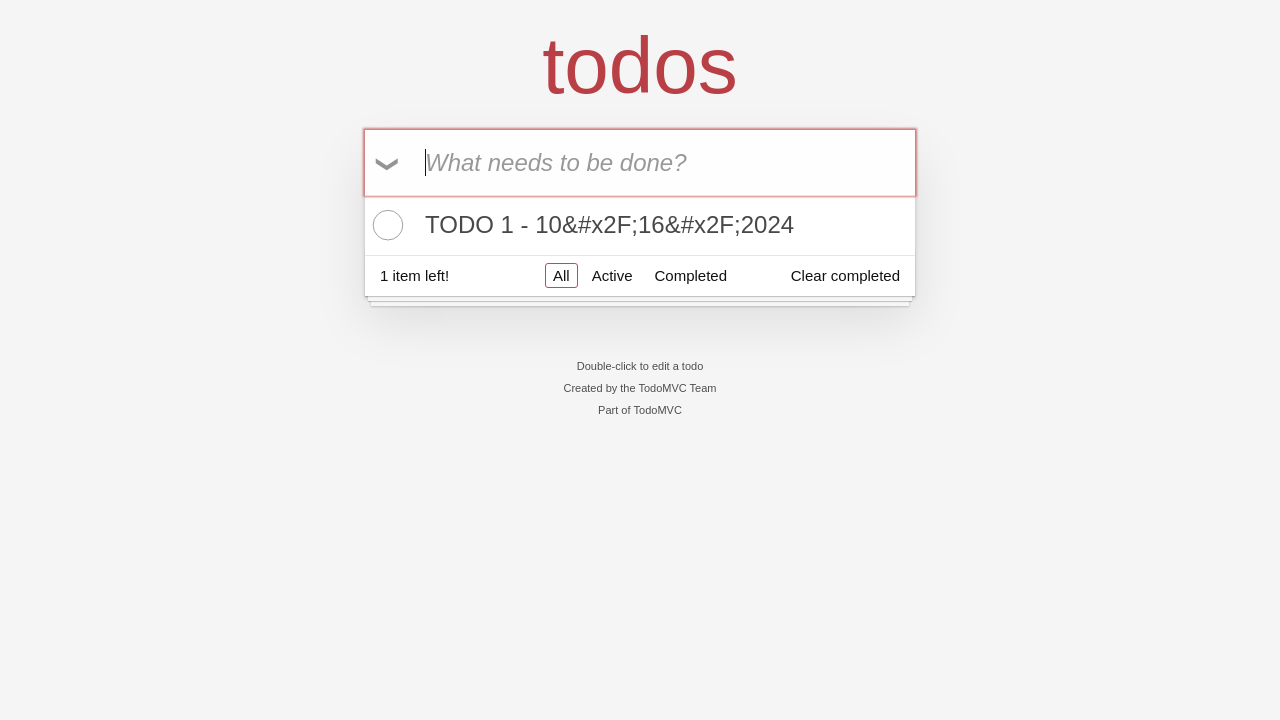 todos
What needs to be done?
TODO 1 - 10&#x2F;16&#x2F;2024
1 item left!
All
Active
Completed
Clear completed
Double-click to edit a todo
Created by the TodoMVC Team
Part of TodoMVC